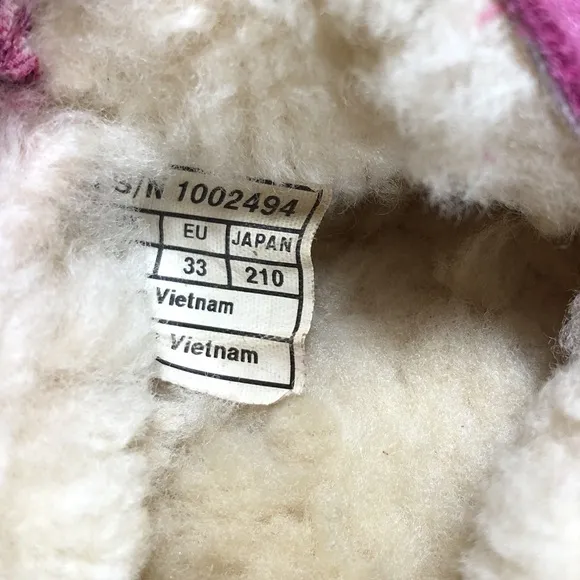 S/N 1002494
EU JAPAN
33 210
Vietnam
Vietnam